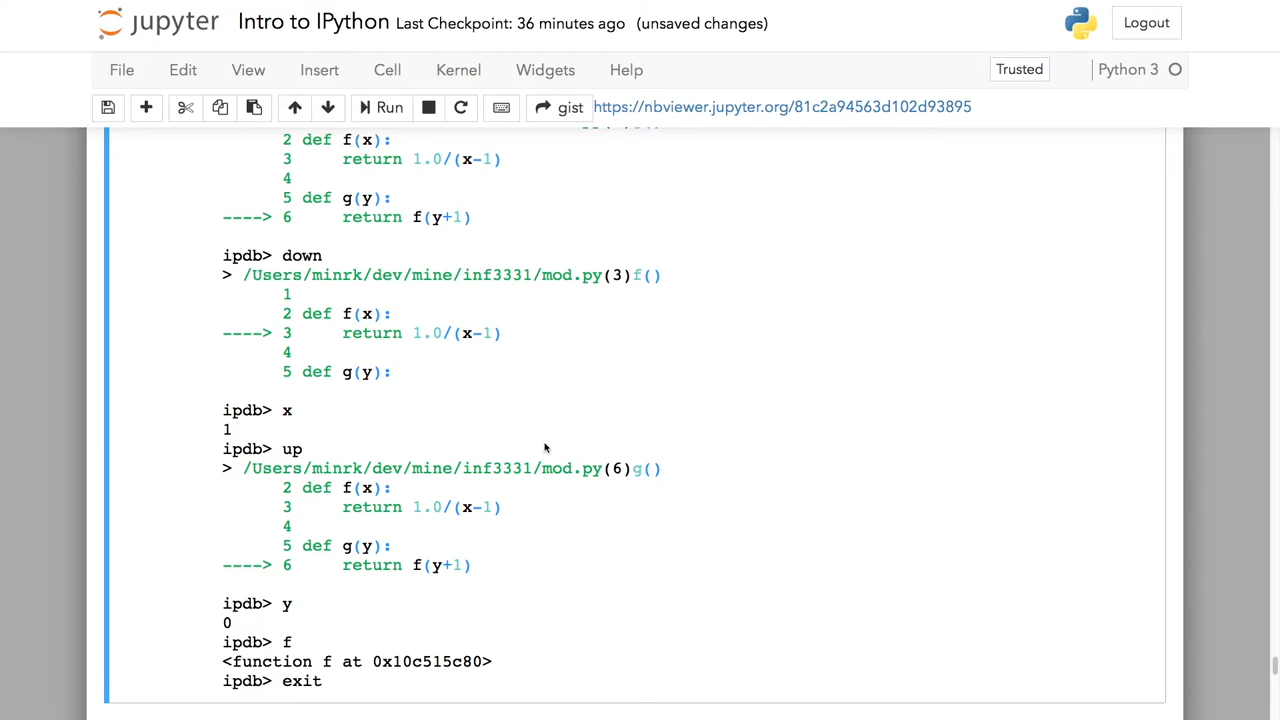 jupyter Intro to IPython Last Checkpoint: 36 minutes ago (unsaved changes) Logout
File Edit View Insert Cell Kernel Widgets Help Trusted Python 3
Run gist https://nbviewer.jupyter.org/81c2a94563d102d93895
2 def f(x):
3     return 1.0/(x-1)
4
5 def g(y):
----> 6     return f(y+1)
ipdb> down
> /Users/minrk/dev/mine/inf3331/mod.py(3)f()
1
2 def f(x):
----> 3     return 1.0/(x-1)
4
5 def g(y):
ipdb> x
1
ipdb> up
> /Users/minrk/dev/mine/inf3331/mod.py(6)g()
2 def f(x):
3     return 1.0/(x-1)
4
5 def g(y):
----> 6     return f(y+1)
ipdb> y
0
ipdb> f
<function f at 0x10c515c80>
ipdb> exit